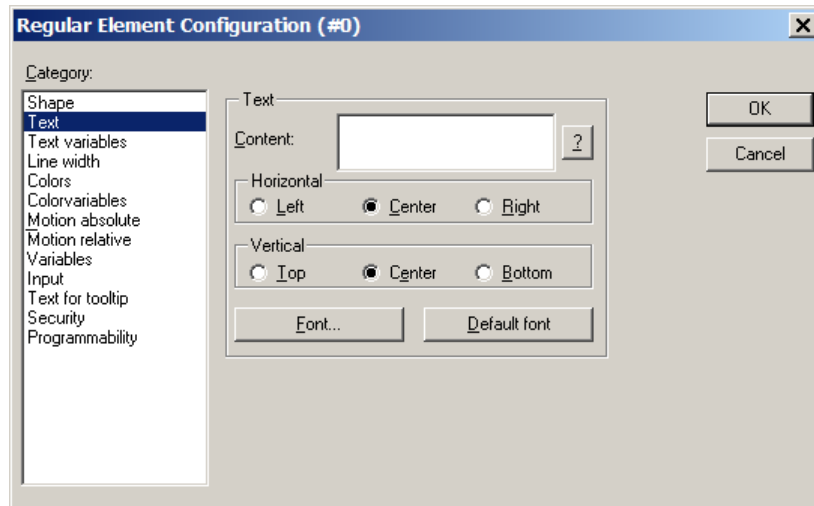 Regular Element Configuration (#0)
Category:
Shape
Text
Text variables
Line width
Colors
Colorvariables
Motion absolute
Motion relative
Variables
Input
Text for tooltip
Security
Programmability
Text
Content:
?
Horizontal
Left Center Right
Vertical
Top Center Bottom
Font... Default font
OK
Cancel